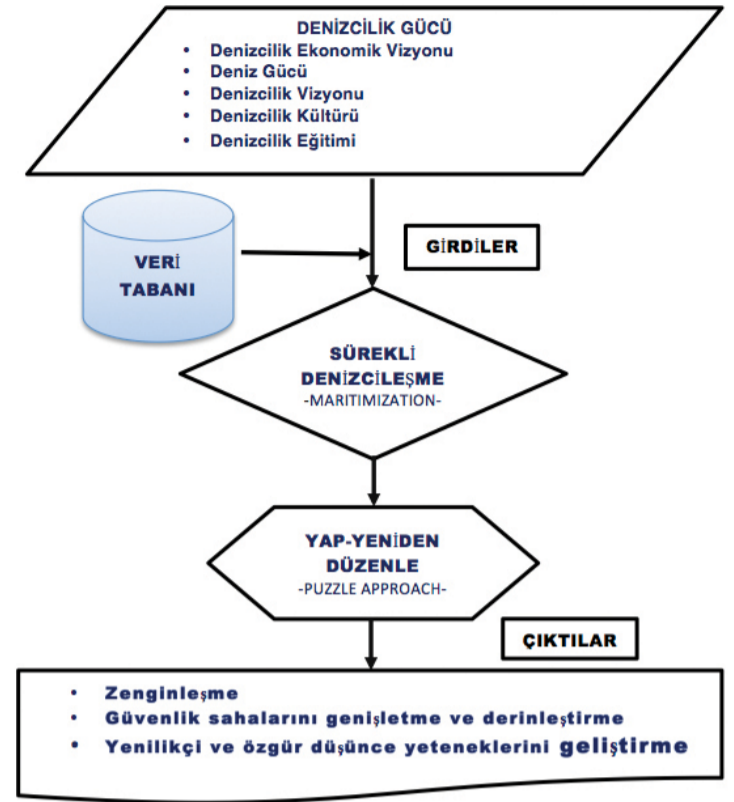 DENİZCİLİK GÜCÜ
• Denizcilik Ekonomik Vizyonu
• Deniz Gücü
• Denizcilik Vizyonu
• Denizcilik Kültürü
• Denizcilik Eğitimi
VERİ
TABANI
GİRDİLER
SÜREKLİ
DENİZCİLEŞME
-MARITIMIZATION-
YAP-YENİDEN
DÜZENLE
-PUZZLE APPROACH-
ÇIKTILAR
• Zenginleşme
• Güvenlik sahalarını genişletme ve derinleştirme
• Yenilikçi ve özgür düşünce yeteneklerini geliştirme